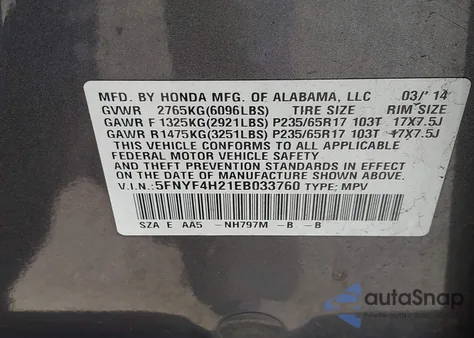 MFD. BY HONDA MFG. OF ALABAMA, LLC 03/'14
GVWR 2765KG(6096LBS) TIRE SIZE RIM SIZE
GAWR F 1325KG(2921LBS) P235/65R17 103T 17X7.5J
GAWR R1475KG(3251LBS) P235/65R17 103T 17X7.5J
THIS VEHICLE CONFORMS TO ALL APPLICABLE
FEDERAL MOTOR VEHICLE SAFETY STANDARDS IN
EFFECT ON THE DATE OF MANUFACTURE SHOWN ABOVE.
V.I.N.: 5FNYF4H21EB033760 TYPE: MPV
SZA E AA5 -NH797M -B -B
autoSnap